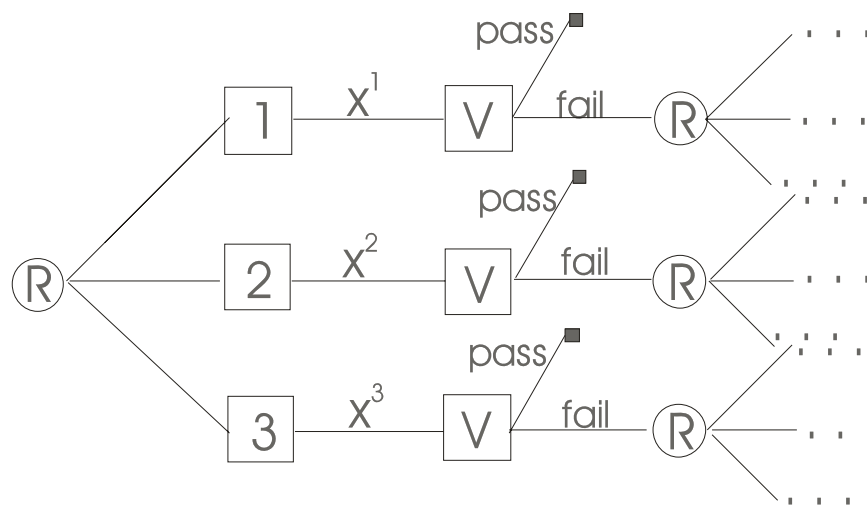 pass
1 X¹ V fail R
pass
R 2 X² V fail R
pass
3 X³ V fail R